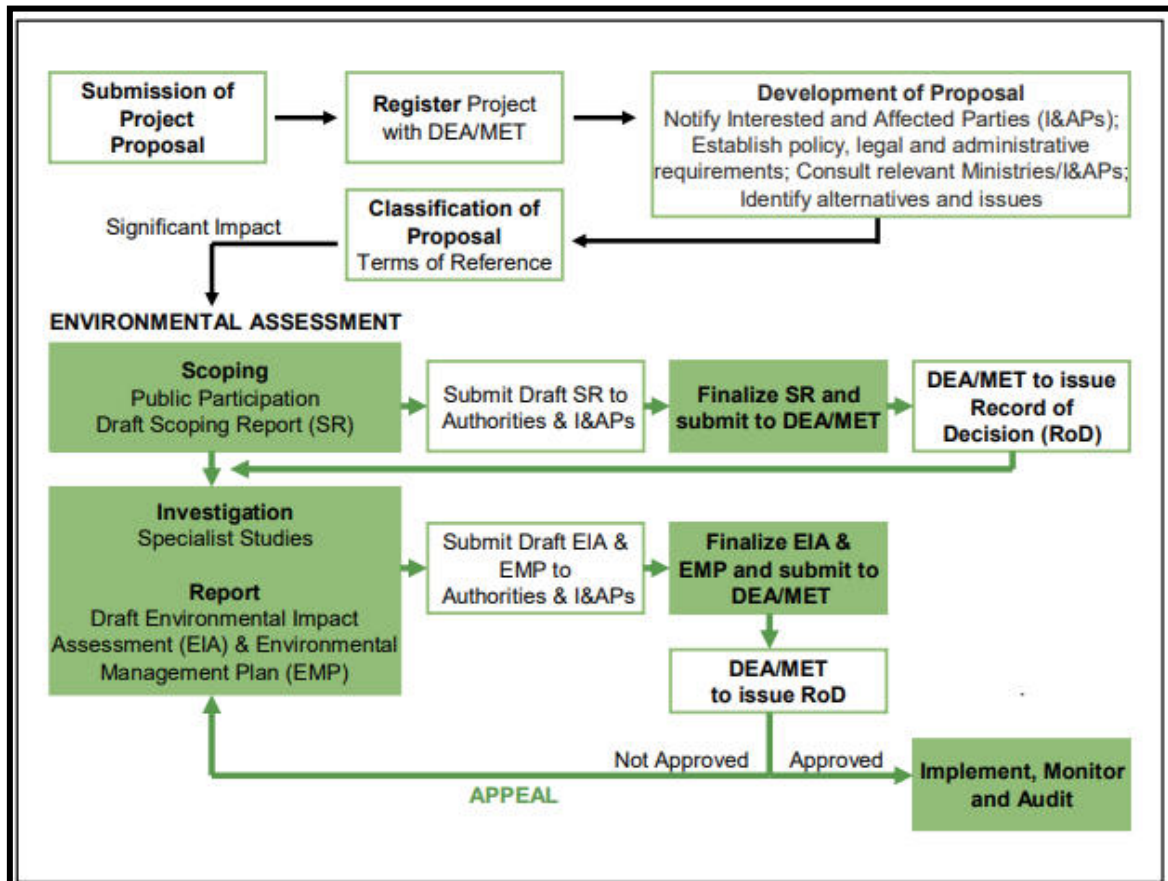 Submission of
Project
Proposal
Register Project
with DEA/MET
Development of Proposal
Notify Interested and Affected Parties (I&APs);
Establish policy, legal and administrative
requirements; Consult relevant Ministries/I&APs;
Identify alternatives and issues
Classification of
Proposal
Terms of Reference
Significant Impact
ENVIRONMENTAL ASSESSMENT
Scoping
Public Participation
Draft Scoping Report (SR)
Submit Draft SR to
Authorities & I&APs
Finalize SR and
submit to DEA/MET
DEA/MET to issue
Record of
Decision (RoD)
Investigation
Specialist Studies
Report
Draft Environmental Impact
Assessment (EIA) & Environmental
Management Plan (EMP)
Submit Draft EIA &
EMP to
Authorities & I&APs
Finalize EIA &
EMP and submit to
DEA/MET
DEA/MET
to issue RoD
Not Approved
Approved
APPEAL
Implement, Monitor
and Audit